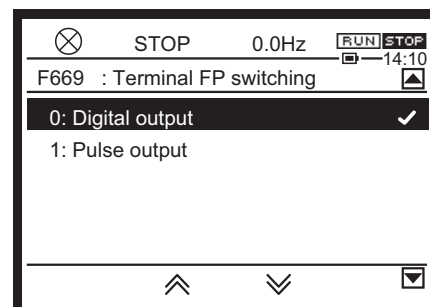 STOP 0.0Hz RUN STOP
14:10
F669 : Terminal FP switching
0: Digital output
1: Pulse output